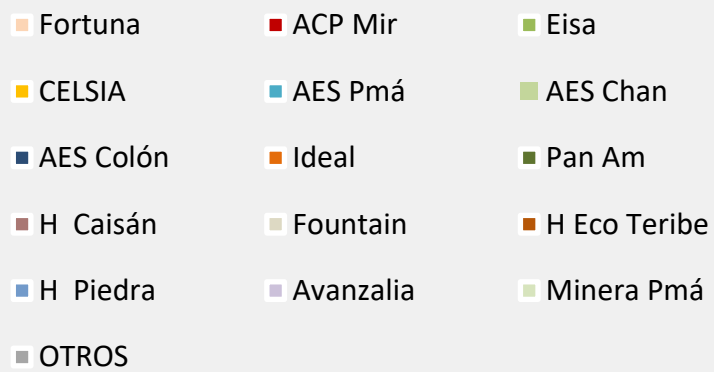 Fortuna ACP Mir Eisa
CELSIA AES Pmá AES Chan
AES Colón Ideal Pan Am
H Caisán Fountain H Eco Teribe
H Piedra Avanzalia Minera Pmá
OTROS